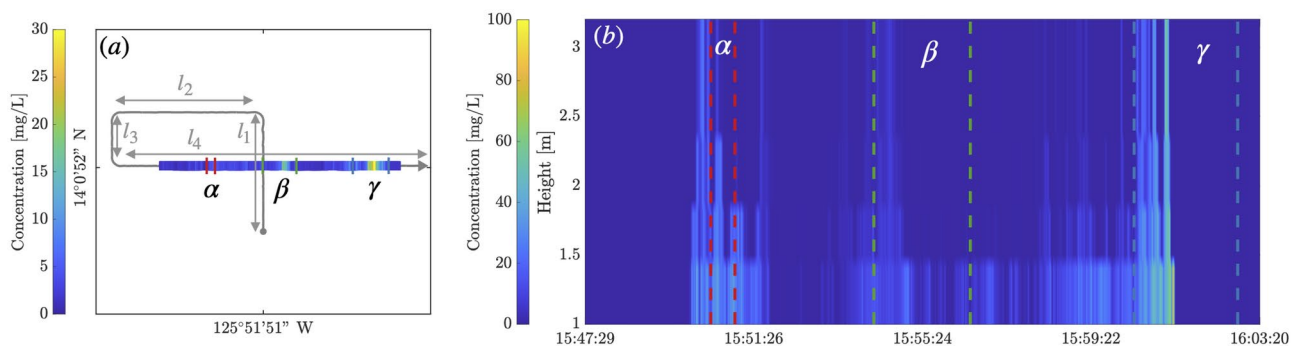 (a)
30
25
20
15
10
5
0
Concentration [mg/L]
14°0'52" N
l2
l3
l1
l4
α
β
γ
125°51'51" W
(b)
100
80
60
40
20
0
Concentration [mg/L]
3
2.5
2
1.5
1
Height [m]
α
β
γ
15:47:29
15:51:26
15:55:24
15:59:22
16:03:20